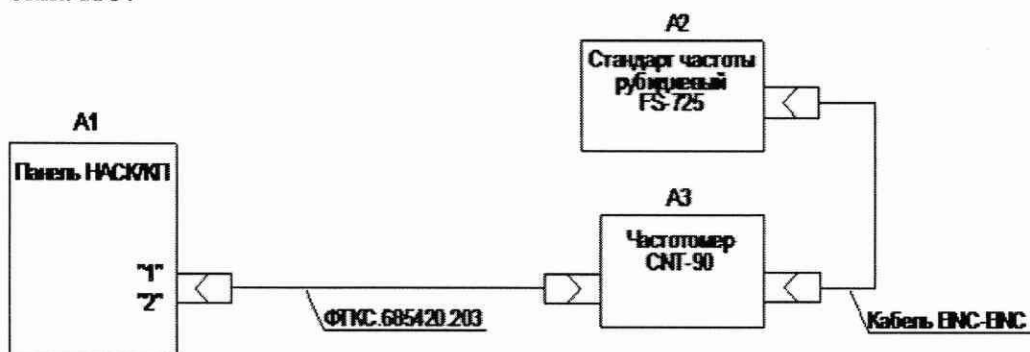 А2
Стандарт частоты
рубидиевый
FS-725
А1
Панель НАСК/КП
А3
Частотомер
CNT-90
"1"
"2"
ФТКС.685420.203
Кабель BNC-BNC